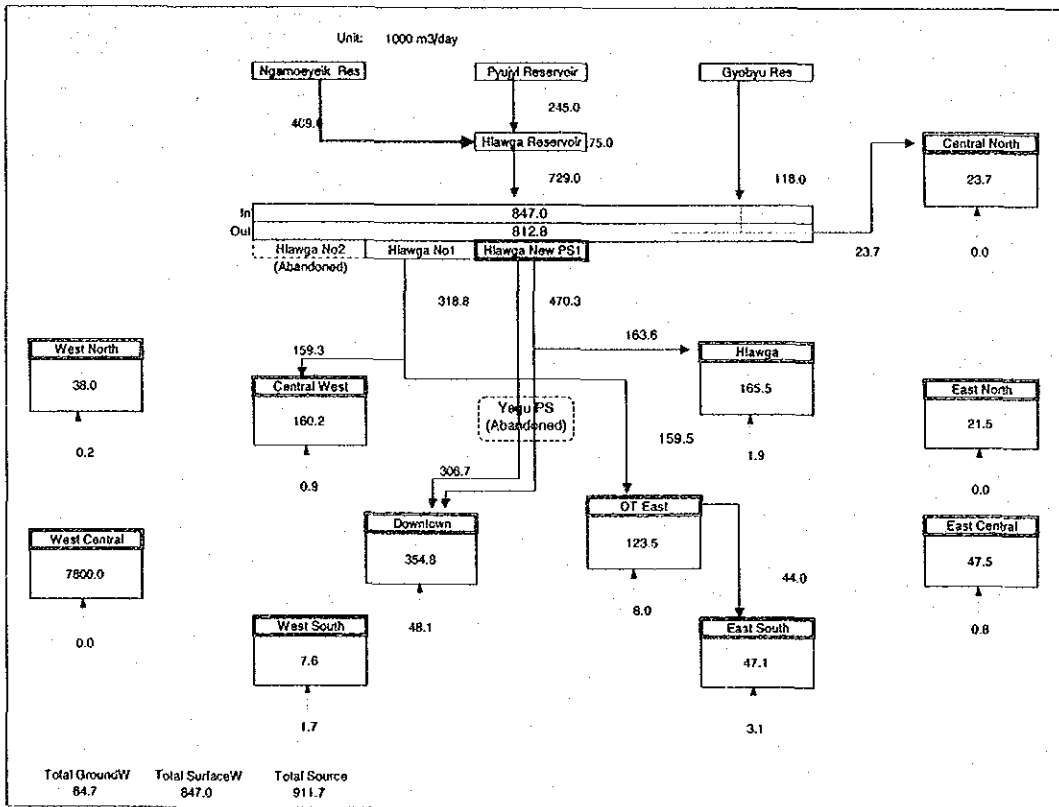 Unit: 1000 m3/day
Ngamoeyeik Res
Pyujyi Reservoir
Gyobyu Res
245.0
Hlawga Reservoir
75.0
Central North
729.0
118.0
23.7
In
847.0
Out
812.8
23.7
0.0
Hlawga No2
Hlawga No1
Hlawga New PS1
(Abandoned)
318.8
470.3
163.6
West North
159.3
Hlawga
38.0
Central West
165.5
East North
160.2
Yegu PS
(Abandoned)
21.5
0.2
159.5
1.9
0.9
306.7
0.0
OT East
Downtown
East Central
West Central
123.5
354.8
47.5
7800.0
44.0
8.0
48.1
West South
East South
0.0
7.6
47.1
1.7
3.1
Total GroundW Total SurfaceW Total Source
64.7 847.0 911.7